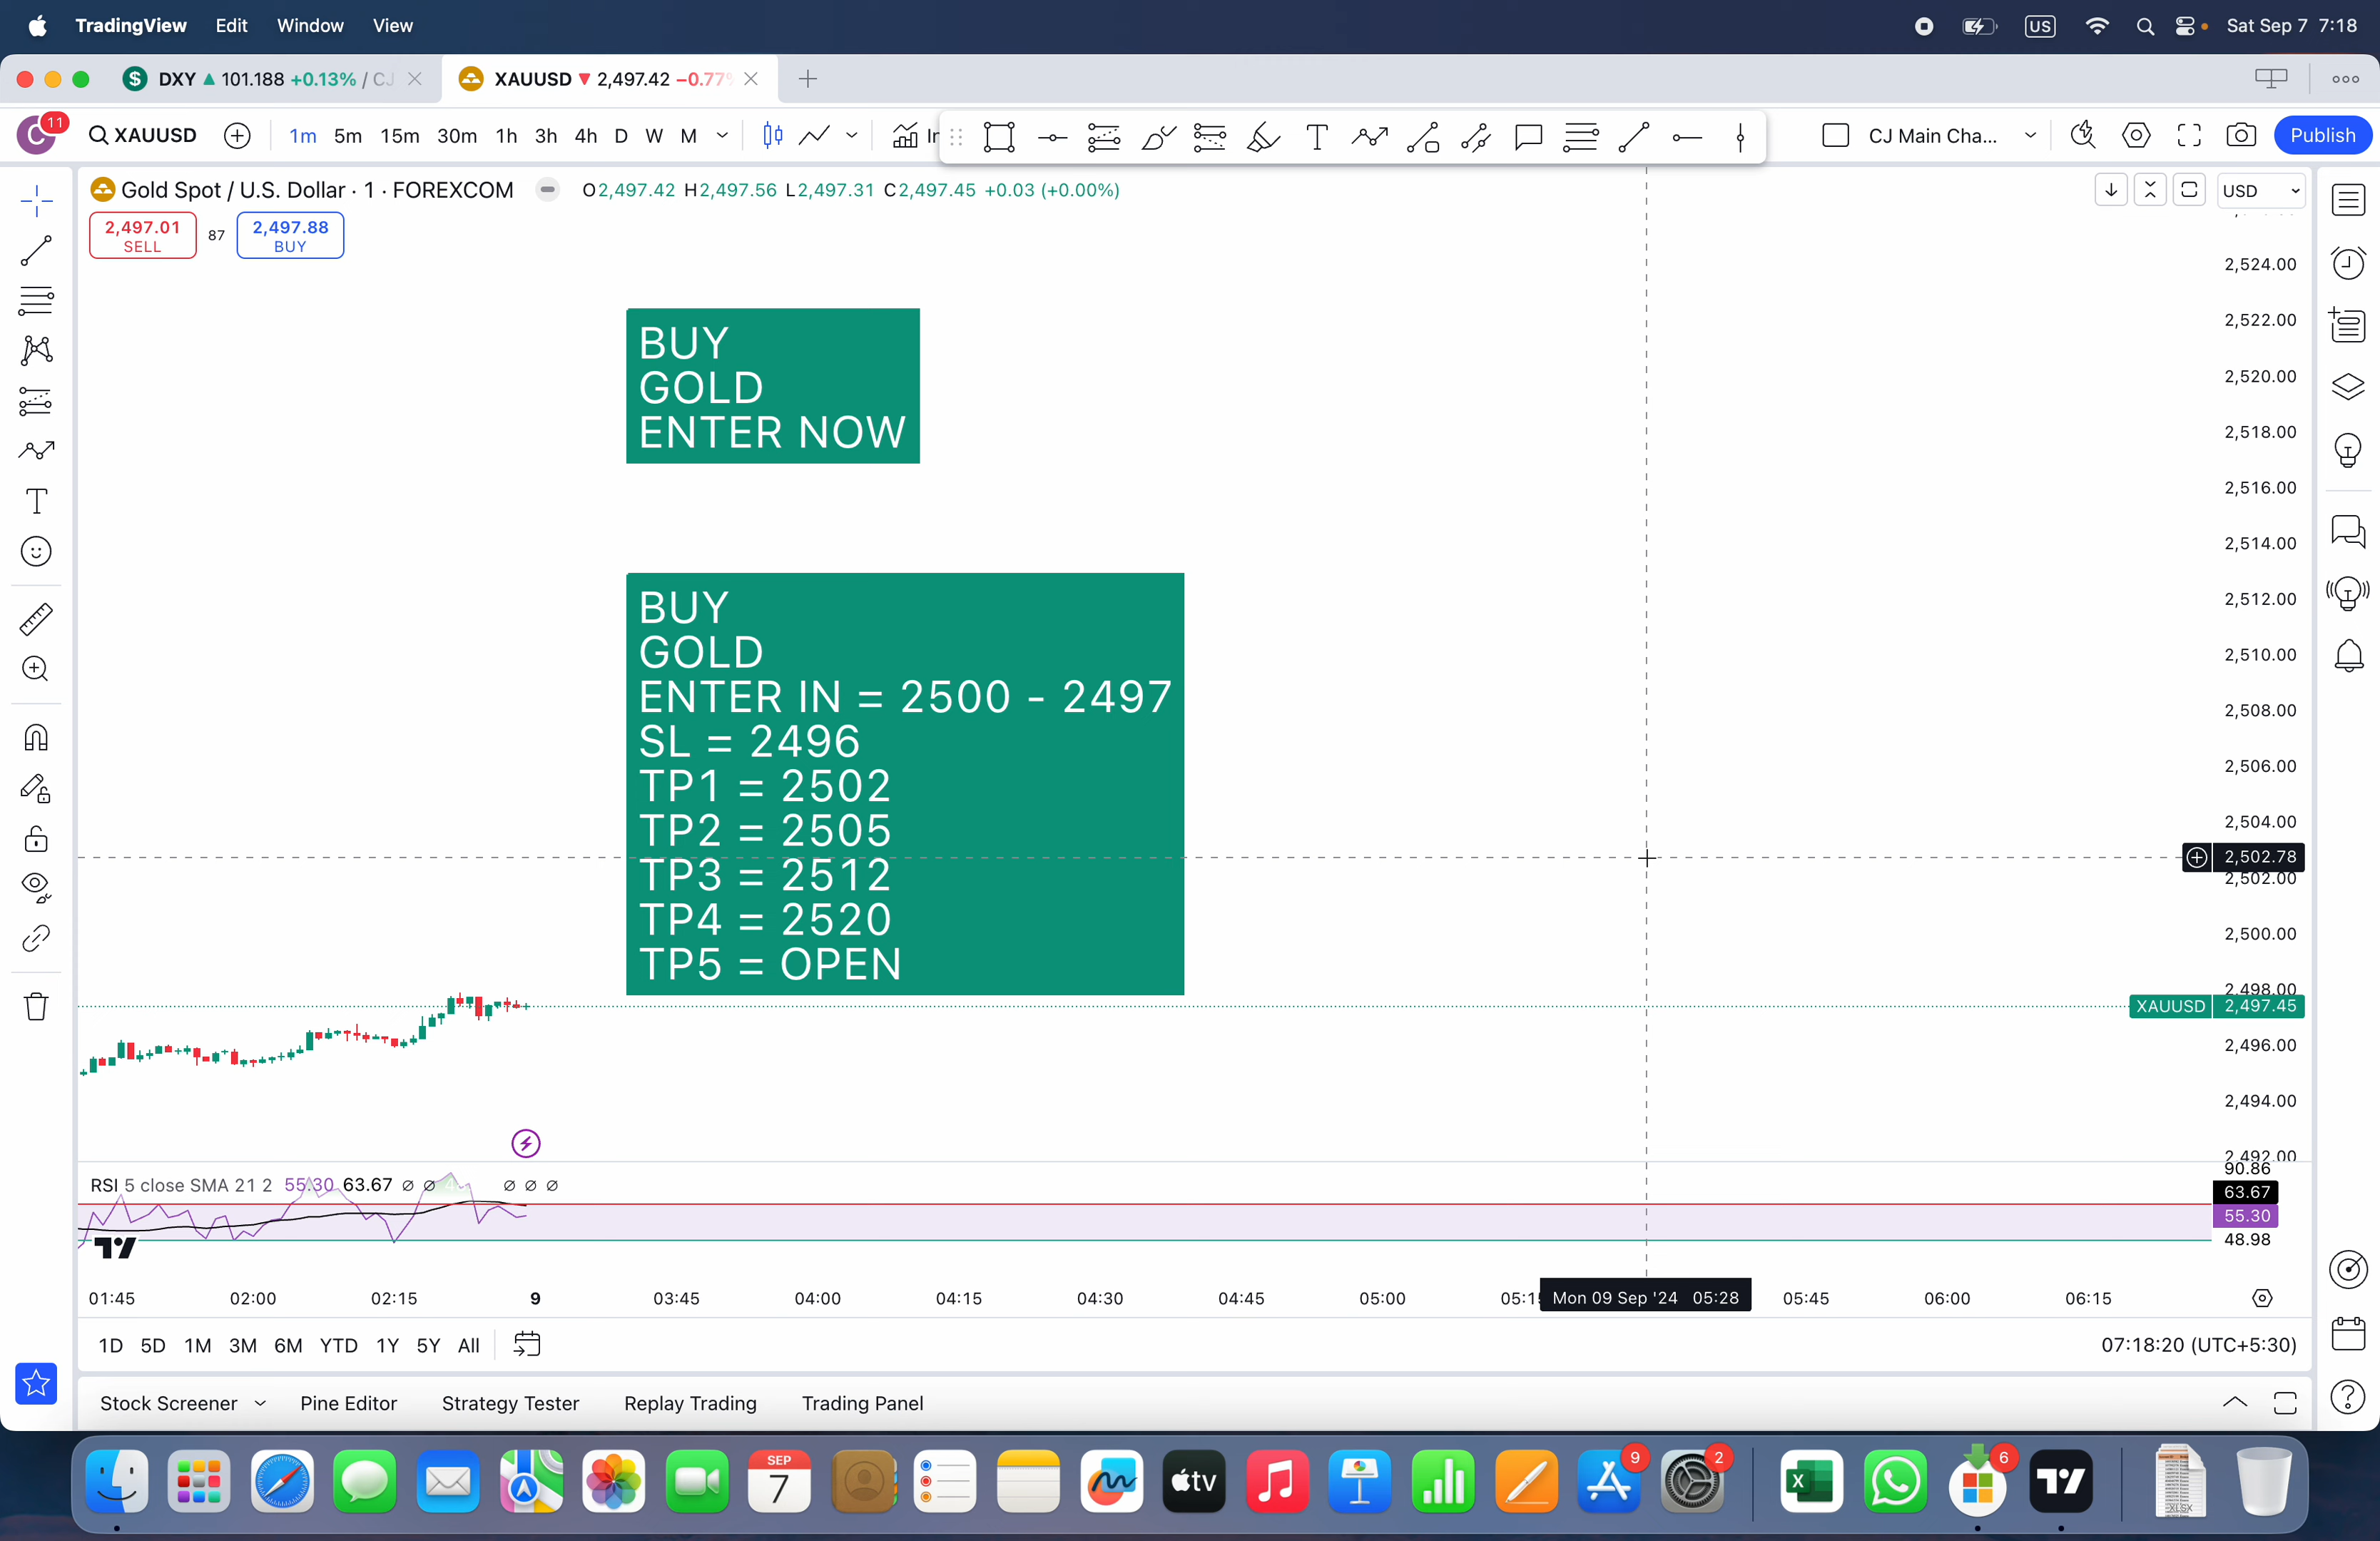 TradingView Edit Window View US Sat Sep 7 7:18
DXY 101.188 +0.13% / CJ XAUUSD 2,497.42 −0.77%
C 11 XAUUSD 1m 5m 15m 30m 1h 3h 4h D W M In T CJ Main Cha... Publish
Gold Spot / U.S. Dollar · 1 · FOREXCOM O2,497.42 H2,497.56 L2,497.31 C2,497.45 +0.03 (+0.00%) USD
2,497.01 87 2,497.88
SELL BUY
2,524.00
2,522.00
2,520.00
2,518.00
2,516.00
2,514.00
2,512.00
2,510.00
2,508.00
2,506.00
2,504.00
2,502.78
2,502.00
2,500.00
2,498.00
XAUUSD 2,497.45
2,496.00
2,494.00
2,492.00
BUY
GOLD
ENTER NOW
BUY
GOLD
ENTER IN = 2500 - 2497
SL = 2496
TP1 = 2502
TP2 = 2505
TP3 = 2512
TP4 = 2520
TP5 = OPEN
RSI 5 close SMA 21 2 55.30 63.67 ∅ ∅ ∅ ∅ ∅
90.86
63.67
55.30
48.98
01:45 02:00 02:15 9 03:45 04:00 04:15 04:30 04:45 05:00 05:15 Mon 09 Sep '24 05:28 05:45 06:00 06:15
1D 5D 1M 3M 6M YTD 1Y 5Y All 07:18:20 (UTC+5:30)
Stock Screener Pine Editor Strategy Tester Replay Trading Trading Panel
SEP
7
tv
9
2
X
6
XLSX